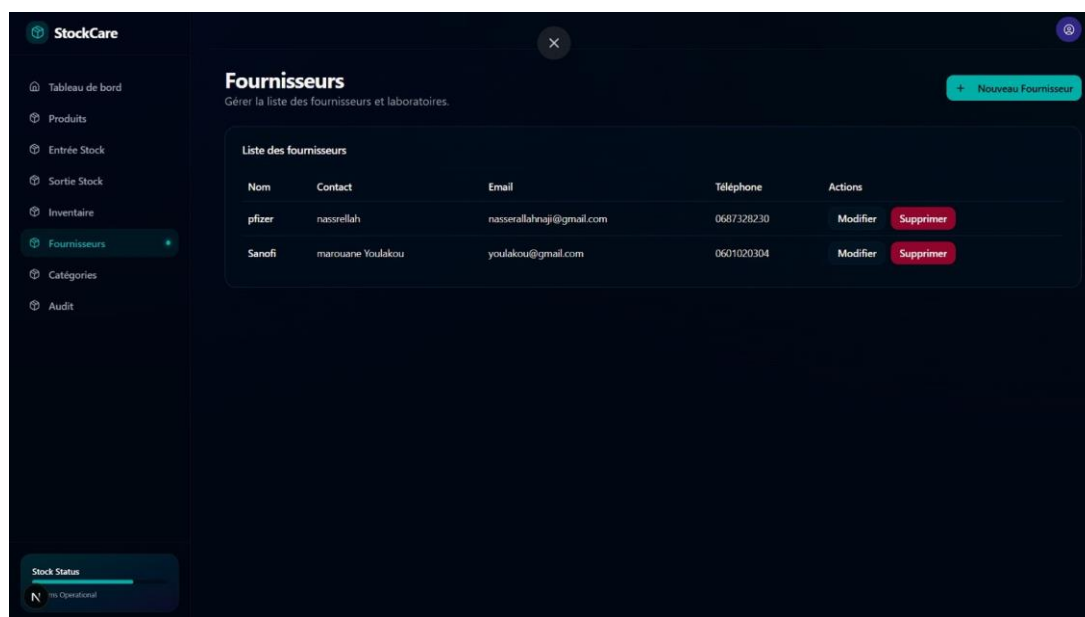 StockCare
Tableau de bord
Produits
Entrée Stock
Sortie Stock
Inventaire
Fournisseurs
Catégories
Audit
Stock Status
Operational
Fournisseurs
Gérer la liste des fournisseurs et laboratoires.
+ Nouveau Fournisseur
Liste des fournisseurs
Nom Contact Email Téléphone Actions
pfizer nassrellah nasserallahnaji@gmail.com 0687328230 Modifier Supprimer
Sanofi marouane Youlakou youlakou@gmail.com 0601020304 Modifier Supprimer